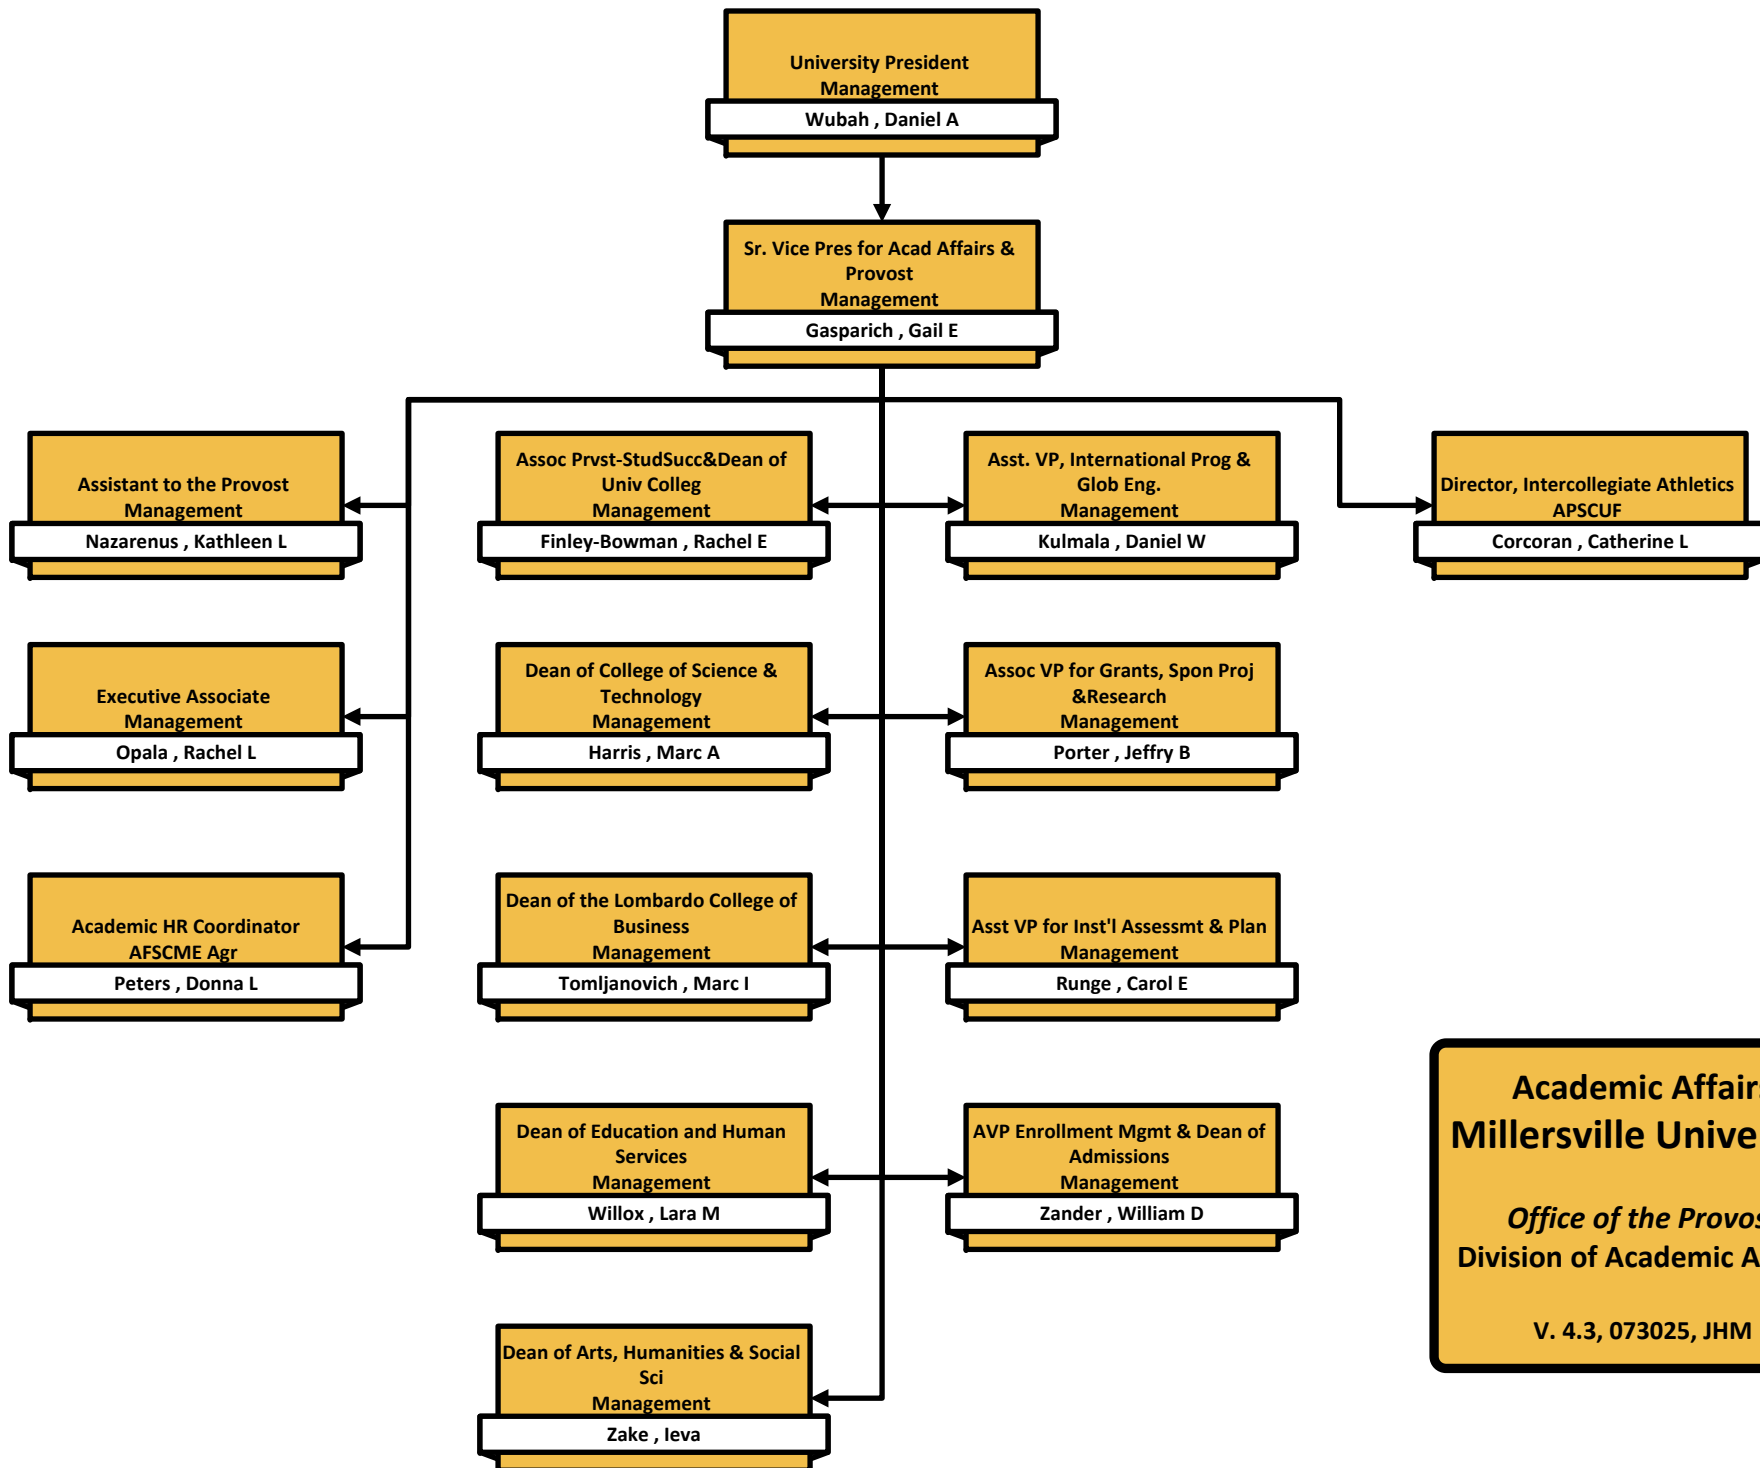 University President
Management
Wubah , Daniel A
Sr. Vice Pres for Acad Affairs &
Provost
Management
Gasparich , Gail E
Assistant to the Provost
Management
Nazarenus , Kathleen L
Assoc Prvst-StudSucc&Dean of
Univ Colleg
Management
Finley-Bowman , Rachel E
Asst. VP, International Prog &
Glob Eng.
Management
Kulmala , Daniel W
Director, Intercollegiate Athletics
APSCUF
Corcoran , Catherine L
Executive Associate
Management
Opala , Rachel L
Dean of College of Science &
Technology
Management
Harris , Marc A
Assoc VP for Grants, Spon Proj
&Research
Management
Porter , Jeffry B
Academic HR Coordinator
AFSCME Agr
Peters , Donna L
Dean of the Lombardo College of
Business
Management
Tomljanovich , Marc I
Asst VP for Inst'l Assessmt & Plan
Management
Runge , Carol E
Dean of Education and Human
Services
Management
Willox , Lara M
AVP Enrollment Mgmt & Dean of
Admissions
Management
Zander , William D
Dean of Arts, Humanities & Social
Sci
Management
Zake , Ieva
Academic Affair
Millersville Unive
Office of the Provos
Division of Academic A
V. 4.3, 073025, JHM